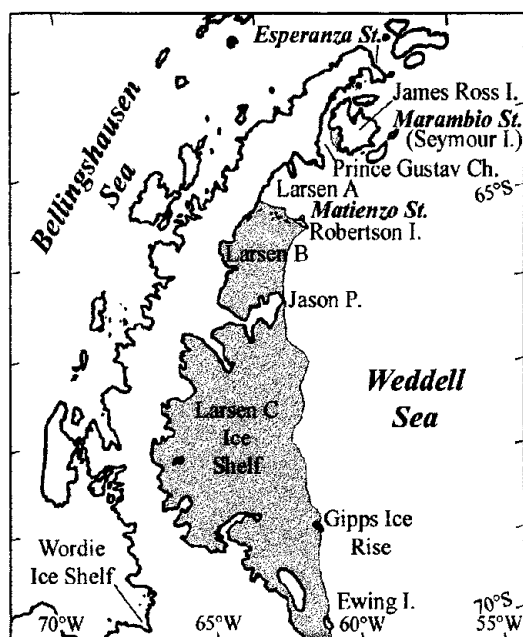 Esperanza St.
James Ross I.
Marambio St.
(Seymour I.)
Prince Gustav Ch.
Bellingshausen
Sea
Larsen A
65°S
Matienzo St.
Robertson I.
Larsen B
Jason P.
Weddell
Sea
Larsen C
Ice
Shelf
Gipps Ice
Rise
Wordie
Ice Shelf
Ewing I.
70°S
70°W
65°W
60°W
55°W